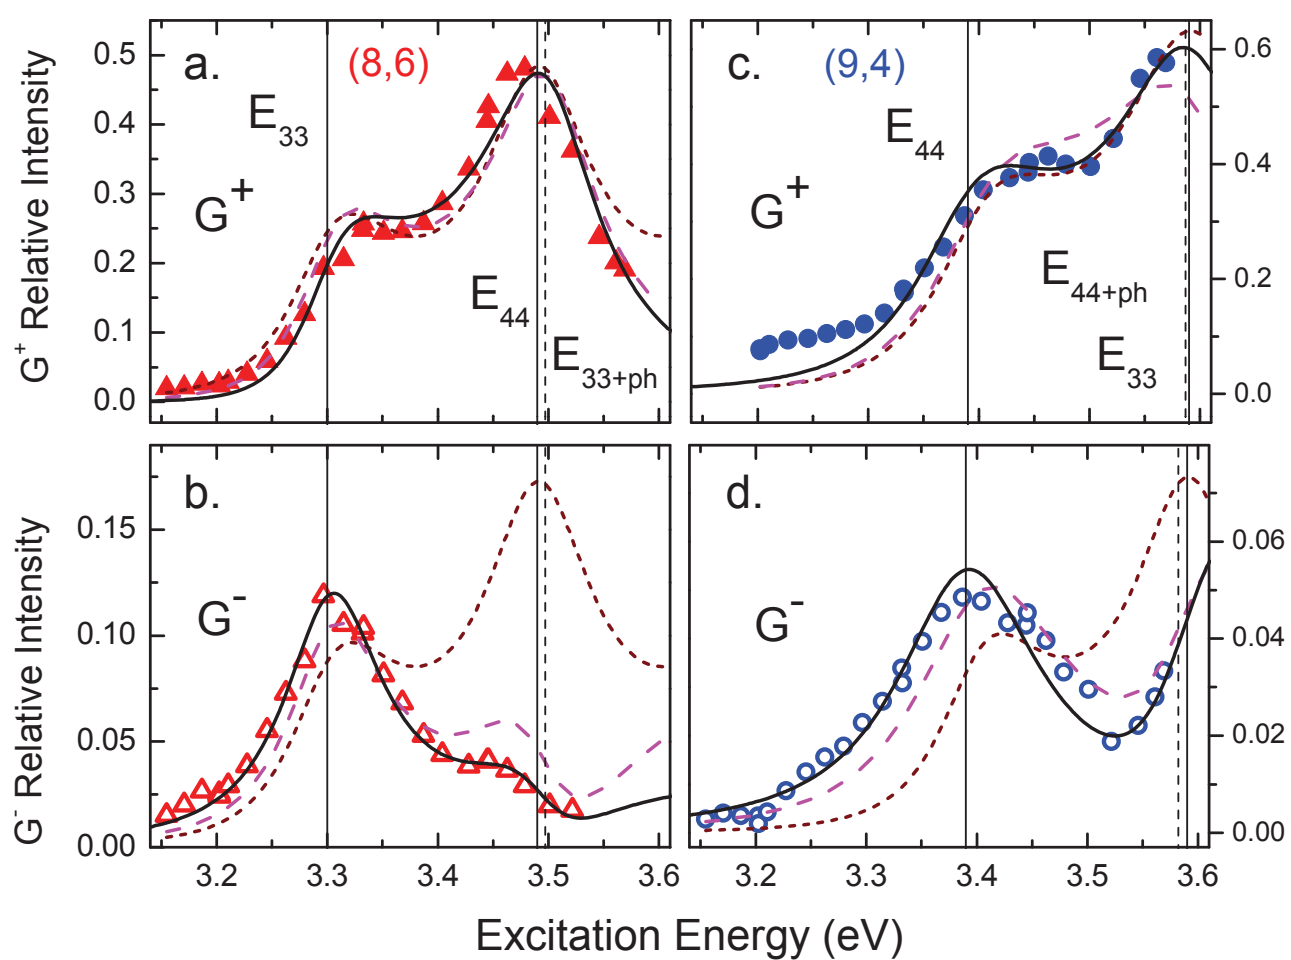 a.
(8,6)
E33
G+
E44
E33+ph
0.5
0.4
0.3
0.2
0.1
0.0
G+ Relative Intensity
c.
(9,4)
E44
G+
E44+ph
E33
0.6
0.4
0.2
0.0
b.
G-
0.15
0.10
0.05
0.00
G- Relative Intensity
3.2 3.3 3.4 3.5 3.6
d.
G-
0.06
0.04
0.02
0.00
3.2 3.3 3.4 3.5 3.6
Excitation Energy (eV)